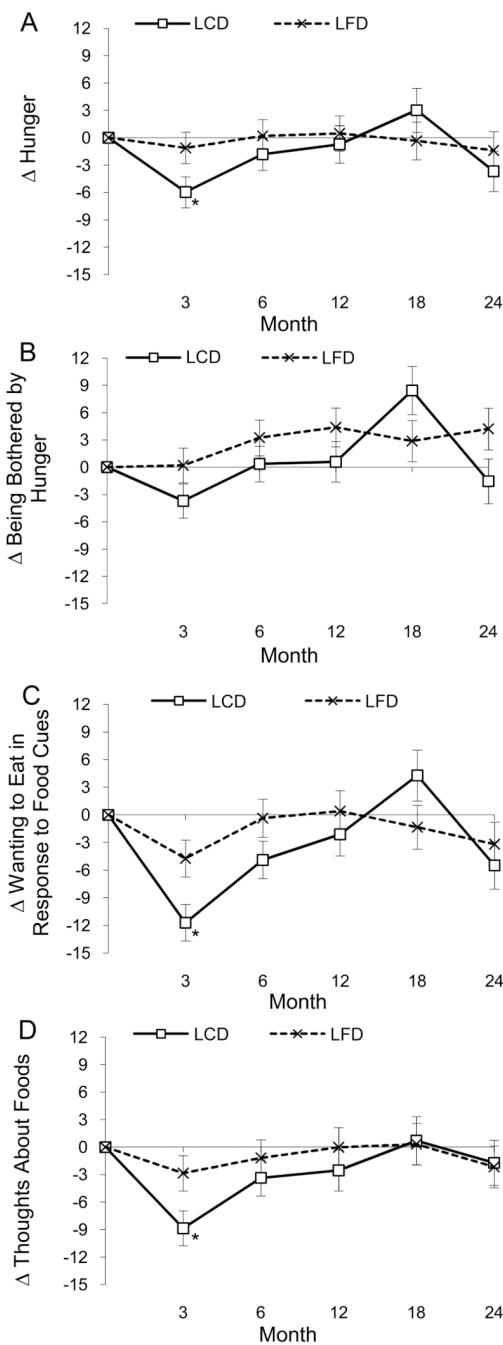 A
LCD LFD
12
9
6
3
0
-3
-6
-9
-12
-15
Δ Hunger
*
3 6 12 18 24
Month
B
LCD LFD
12
9
6
3
0
-3
-6
-9
-12
-15
Δ Being Bothered by
Hunger
3 6 12 18 24
Month
C
LCD LFD
12
9
6
3
0
-3
-6
-9
-12
-15
Δ Wanting to Eat in
Response to Food Cues
*
3 6 12 18 24
Month
D
LCD LFD
12
9
6
3
0
-3
-6
-9
-12
-15
Δ Thoughts About Foods
*
3 6 12 18 24
Month